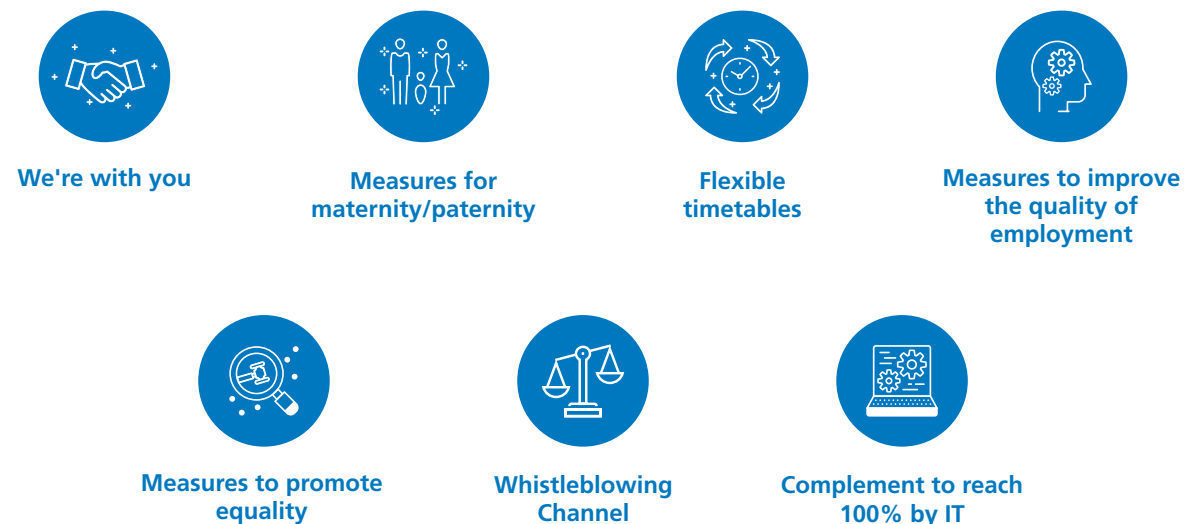 We're with you
Measures for
maternity/paternity
Flexible
timetables
Measures to improve
the quality of
employment
Measures to promote
equality
Whistleblowing
Channel
Complement to reach
100% by IT